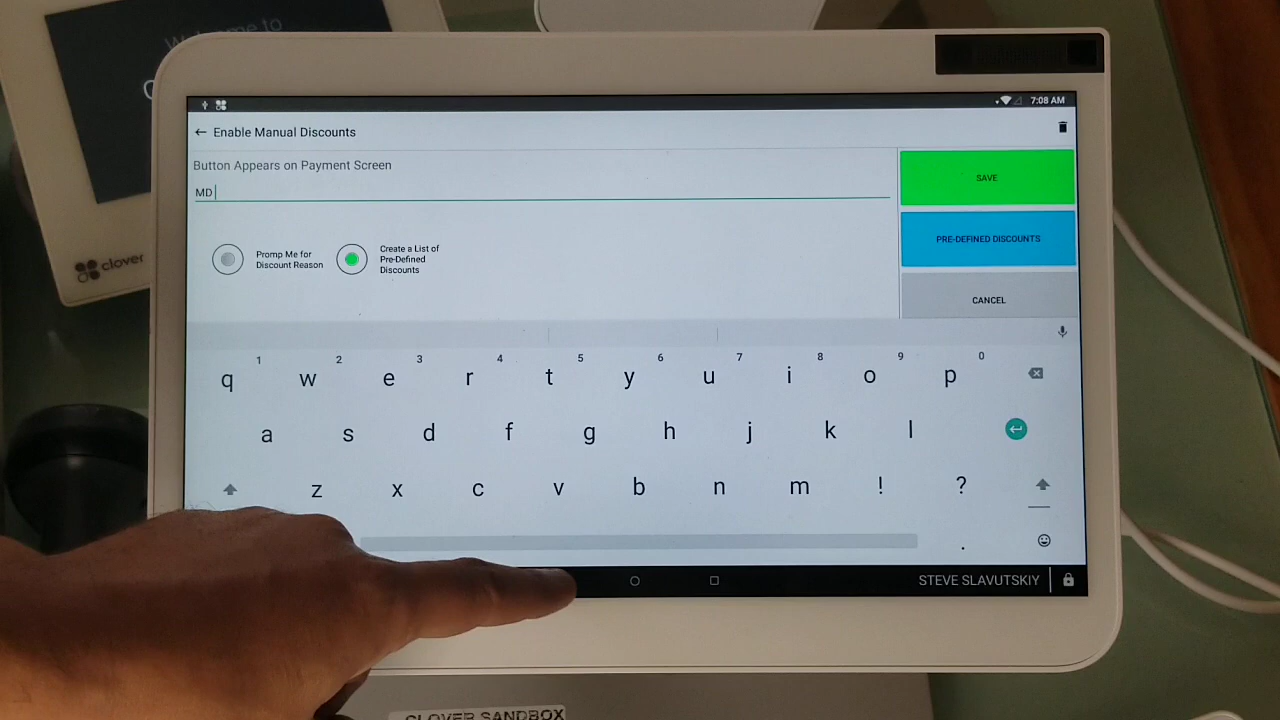 Welcome to
clover
7:08 AM
← Enable Manual Discounts
Button Appears on Payment Screen
MD
Promp Me for
Discount Reason
Create a List of
Pre-Defined
Discounts
SAVE
PRE-DEFINED DISCOUNTS
CANCEL
1 2 3 4 5 6 7 8 9 0
q w e r t y u i o p
a s d f g h j k l
z x c v b n m ! ?
.
STEVE SLAVUTSKIY
CLOVER SANDBOX